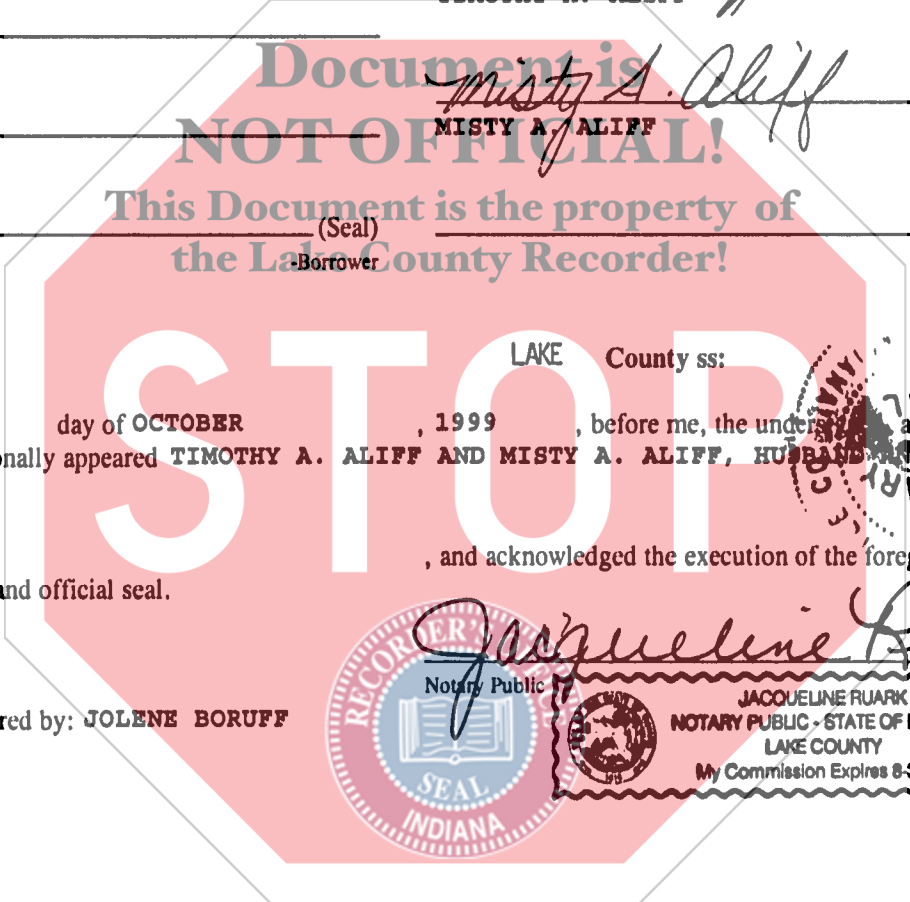 Document is
Misty A. Aliff
NOT OFFICIAL!
MISTY A. ALIFF
This Document is the property of
(Seal)
the Lake County Recorder!
-Borrower
STOP
LAKE County ss:
day of OCTOBER , 1999 , before me, the unders
nally appeared TIMOTHY A. ALIFF AND MISTY A. ALIFF, HUSBAND
, and acknowledged the execution of the fore
nd official seal.
Jacqueline R
Notary Public
red by: JOLENE BORUFF
JACQUELINE RUARK
NOTARY PUBLIC - STATE OF
LAKE COUNTY
My Commission Expires 8-
SEAL
INDIANA